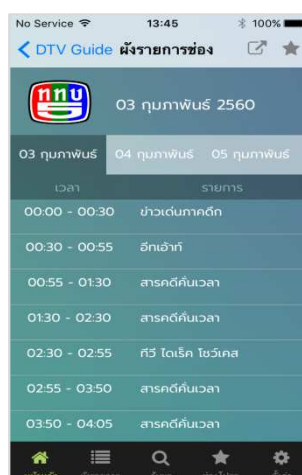 No Service 13:45 100%
DTV Guide ผังรายการช่อง
ททบ
03 กุมภาพันธ์ 2560
03 กุมภาพันธ์ 04 กุมภาพันธ์ 05 กุมภาพันธ์
เวลา รายการ
00:00 - 00:30 ข่าวเด่นภาคดึก
00:30 - 00:55 อีทเอ้าท์
00:55 - 01:30 สารคดีคั่นเวลา
01:30 - 02:30 สารคดีคั่นเวลา
02:30 - 02:55 ทีวี ไดเร็ค โชว์เคส
02:55 - 03:50 สารคดีคั่นเวลา
03:50 - 04:05 สารคดีคั่นเวลา